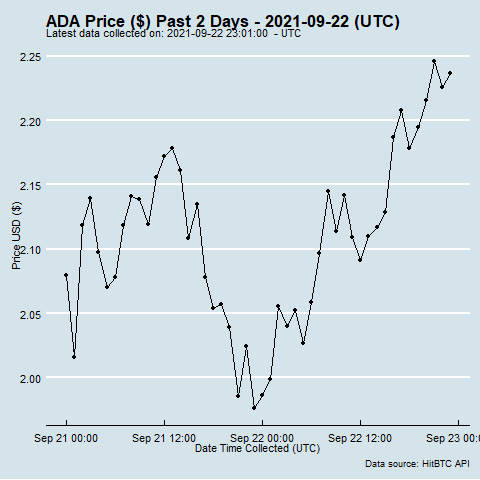 ADA Price ($) Past 2 Days - 2021-09-22 (UTC)
Latest data collected on: 2021-09-22 23:01:00  - UTC
2.25
2.20
2.15
2.10
2.05
2.00
Price USD ($)
Sep 21 00:00 Sep 21 12:00 Sep 22 00:00 Sep 22 12:00 Sep 23 00:0
Date Time Collected (UTC)
Data source: HitBTC API